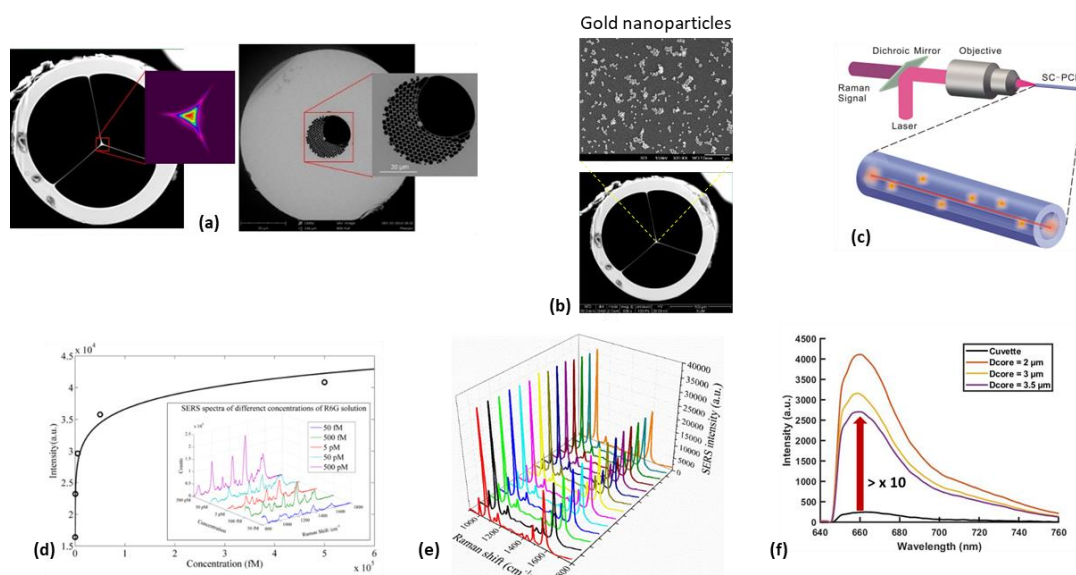 Gold nanoparticles
Dichroic Mirror
Objective
SC-PCF
Raman
Signal
Laser
20 µm
(a)
(b)
(c)
Intensity(a.u.)
4.5 x 10⁴
4
3.5
3
2.5
2
1.5
0 1 2 3 4 5 6
x 10⁵
Concentration (fM)
SERS spectra of differenct concentrations of R6G solution
50 fM
500 fM
5 pM
50 pM
500 pM
Counts
Concentration
Raman Shift cm⁻¹
(d)
SERS intensity (a.u.)
40000
35000
30000
25000
20000
15000
10000
5000
0
1000
1200
1400
1600
1800
Raman shift (cm⁻¹)
(e)
Intensity (a.u.)
4500
4000
3500
3000
2500
2000
1500
1000
500
0
Cuvette
Dcore = 2 µm
Dcore = 3 µm
Dcore = 3.5 µm
> x 10
640 660 680 700 720 740 760
Wavelength (nm)
(f)